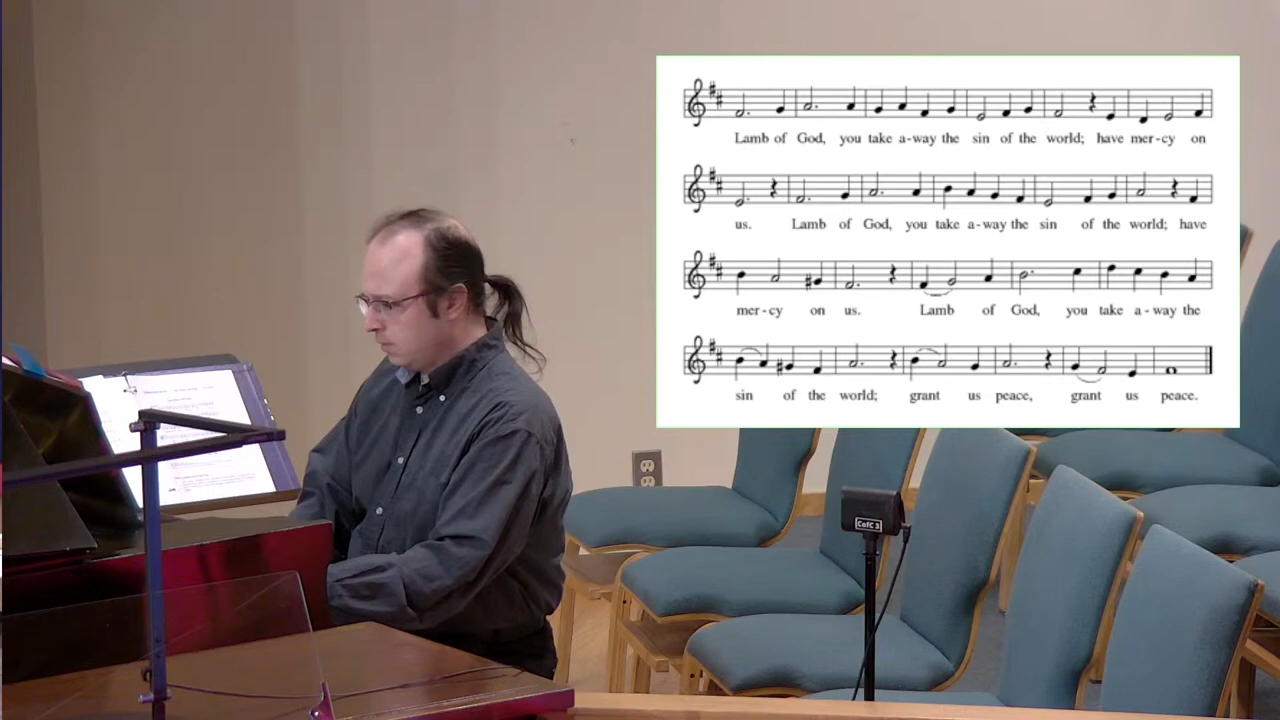 Lamb of God, you take a-way the sin of the world; have mer-cy on
us. Lamb of God, you take a-way the sin of the world; have
mer-cy on us. Lamb of God, you take a-way the
sin of the world; grant us peace, grant us peace.
CofC 3